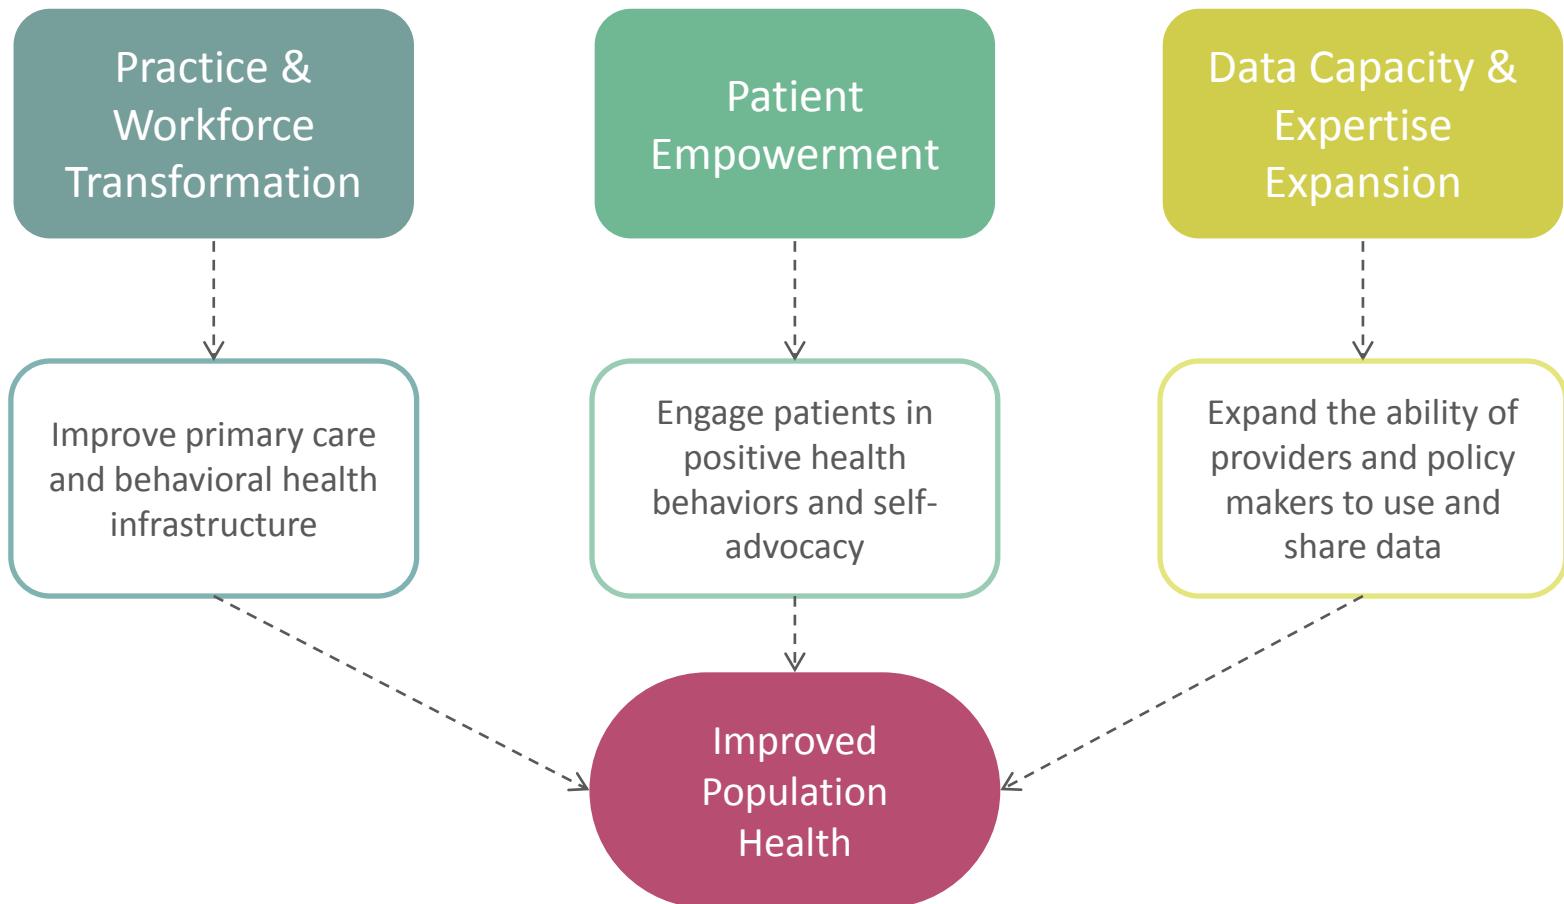 Practice &
Workforce
Transformation
Patient
Empowerment
Data Capacity &
Expertise
Expansion
Improve primary care
and behavioral health
infrastructure
Engage patients in
positive health
behaviors and self-
advocacy
Expand the ability of
providers and policy
makers to use and
share data
Improved
Population
Health